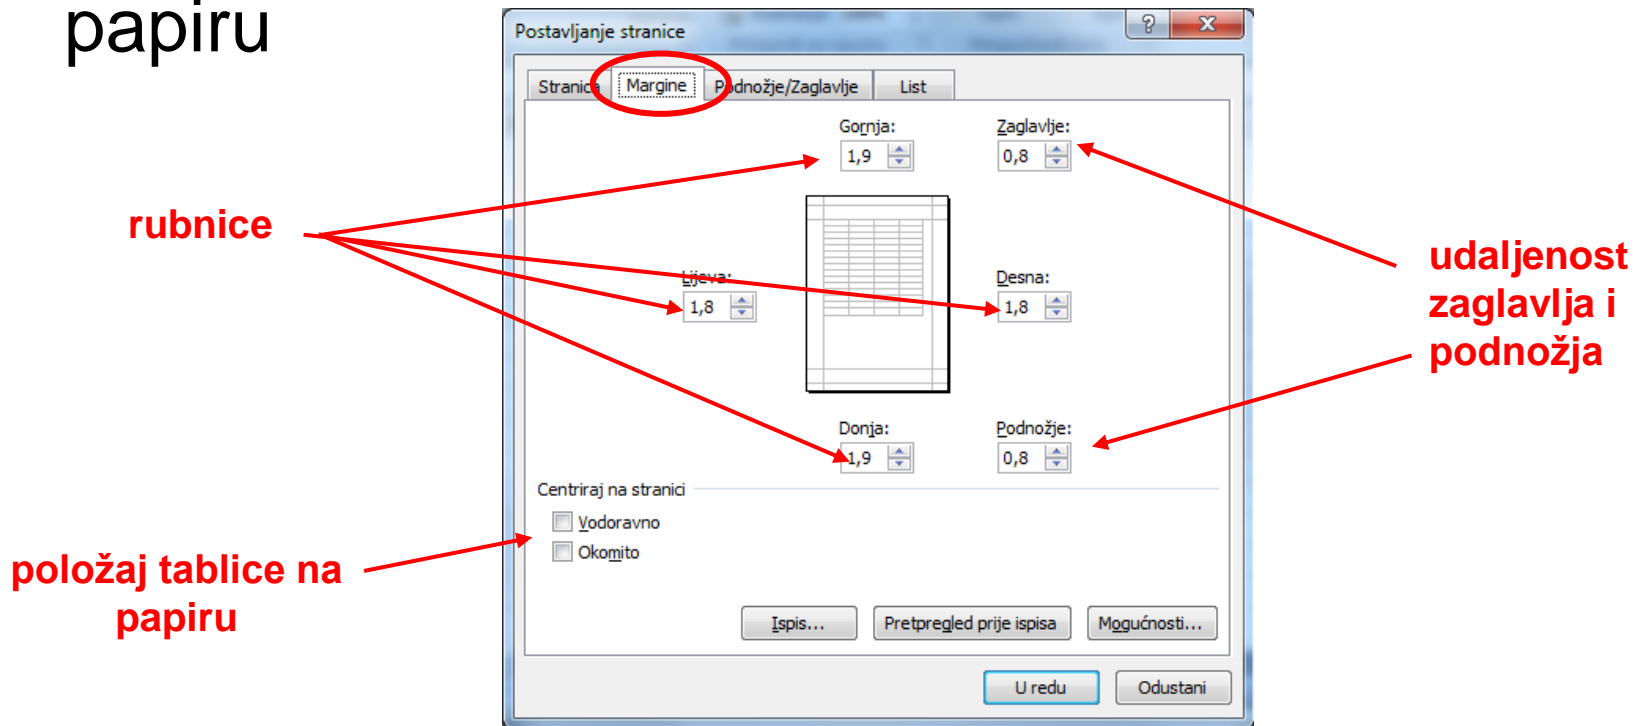 papiru
Postavljanje stranice
Stranica Margine Podnožje/Zaglavlje List
Gornja: Zaglavlje:
1,9 0,8
rubnice
Lijeva: Desna:
1,8 1,8
udaljenost
zaglavlja i
podnožja
Donja: Podnožje:
1,9 0,8
Centriraj na stranici
Vodoravno
Okomito
položaj tablice na
papiru
Ispis... Pretpregled prije ispisa Mogućnosti...
U redu Odustani